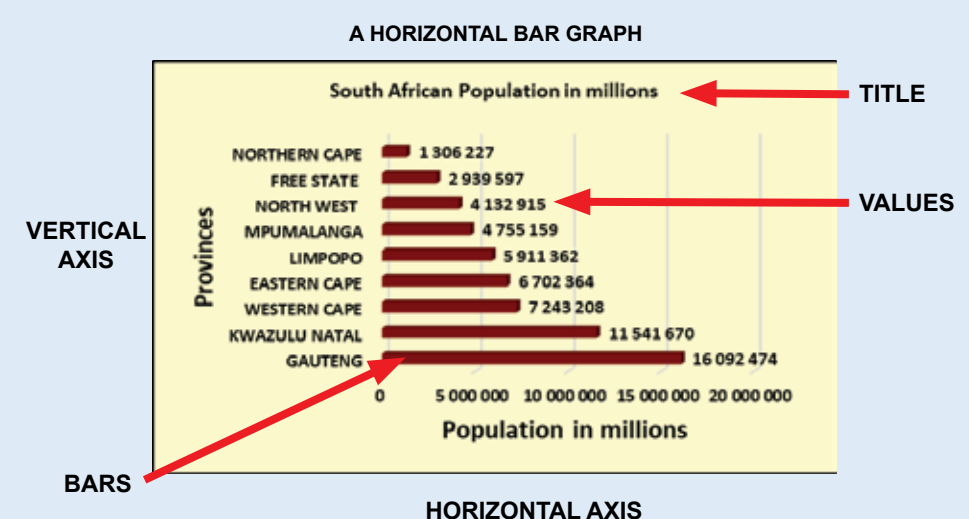 A HORIZONTAL BAR GRAPH
South African Population in millions
TITLE
NORTHERN CAPE 1 306 227
FREE STATE 2 939 597
NORTH WEST 4 132 915
VALUES
MPUMALANGA 4 755 159
LIMPOPO 5 911 362
EASTERN CAPE 6 702 364
WESTERN CAPE 7 243 208
KWAZULU NATAL 11 541 670
GAUTENG 16 092 474
Provinces
VERTICAL
AXIS
0 5 000 000 10 000 000 15 000 000 20 000 000
Population in millions
BARS
HORIZONTAL AXIS